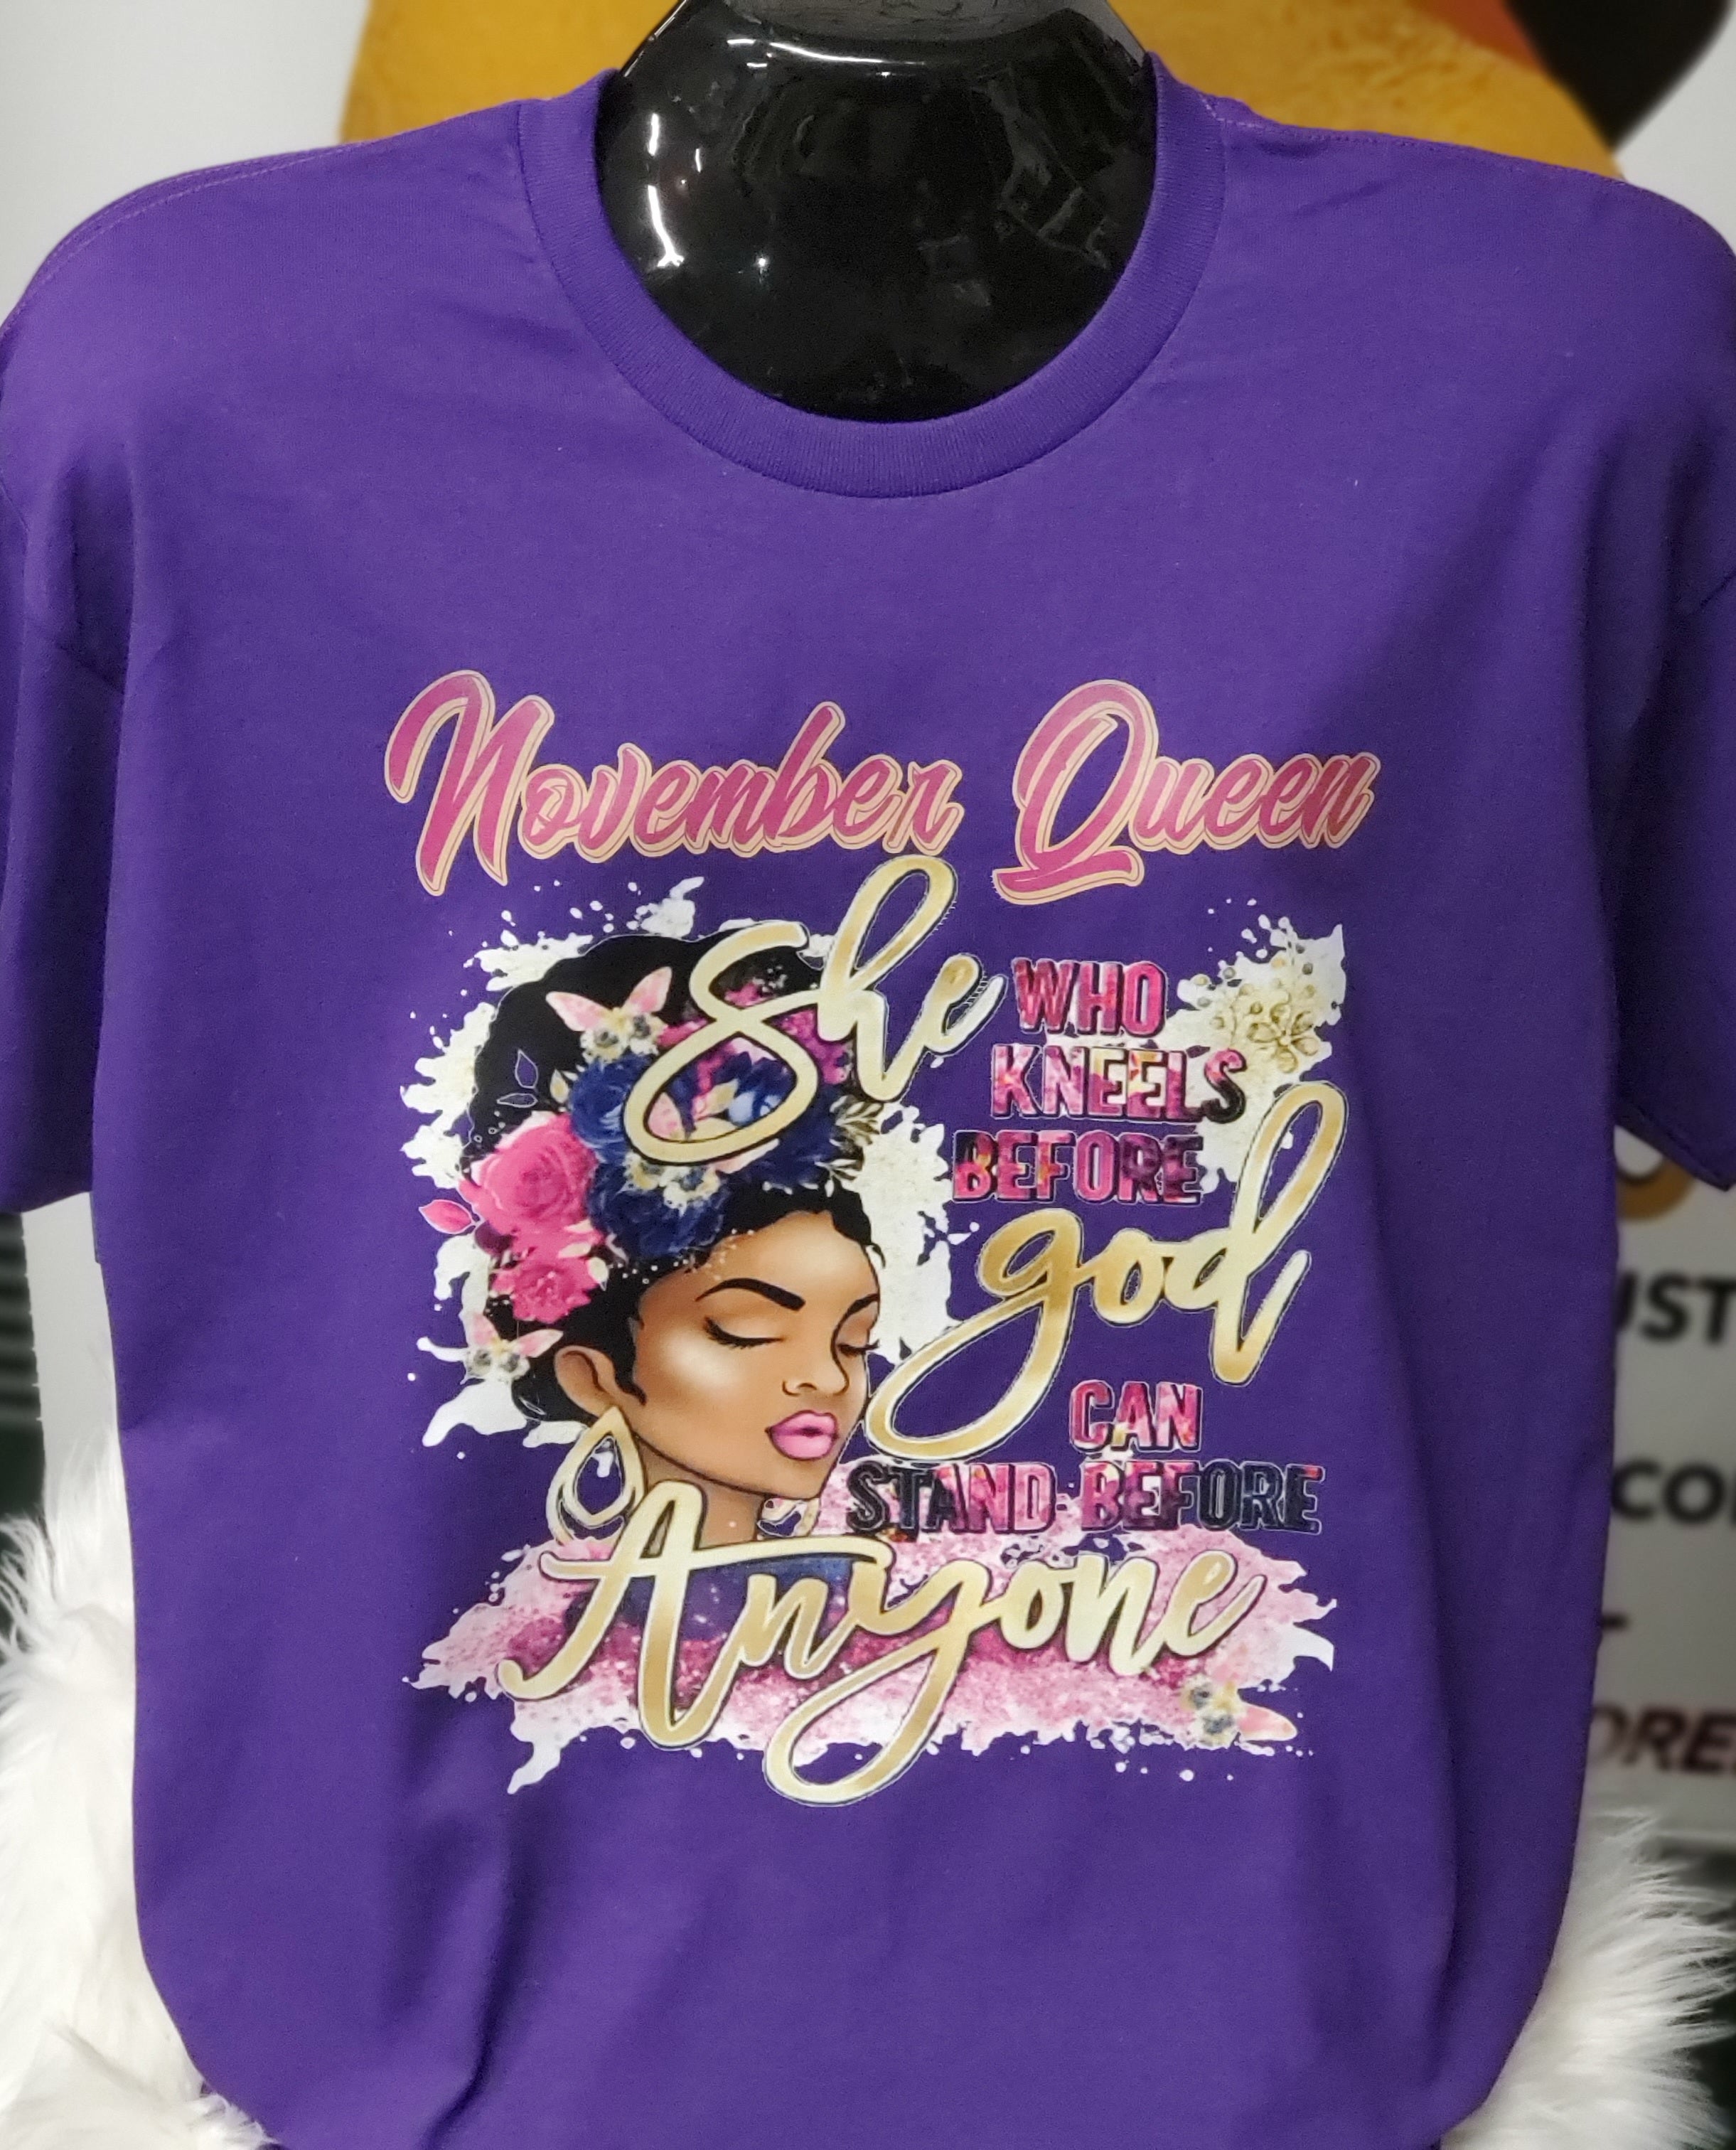 November Queen
She WHO
KNEELS
BEFORE
god
CAN
STAND BEFORE
Anyone